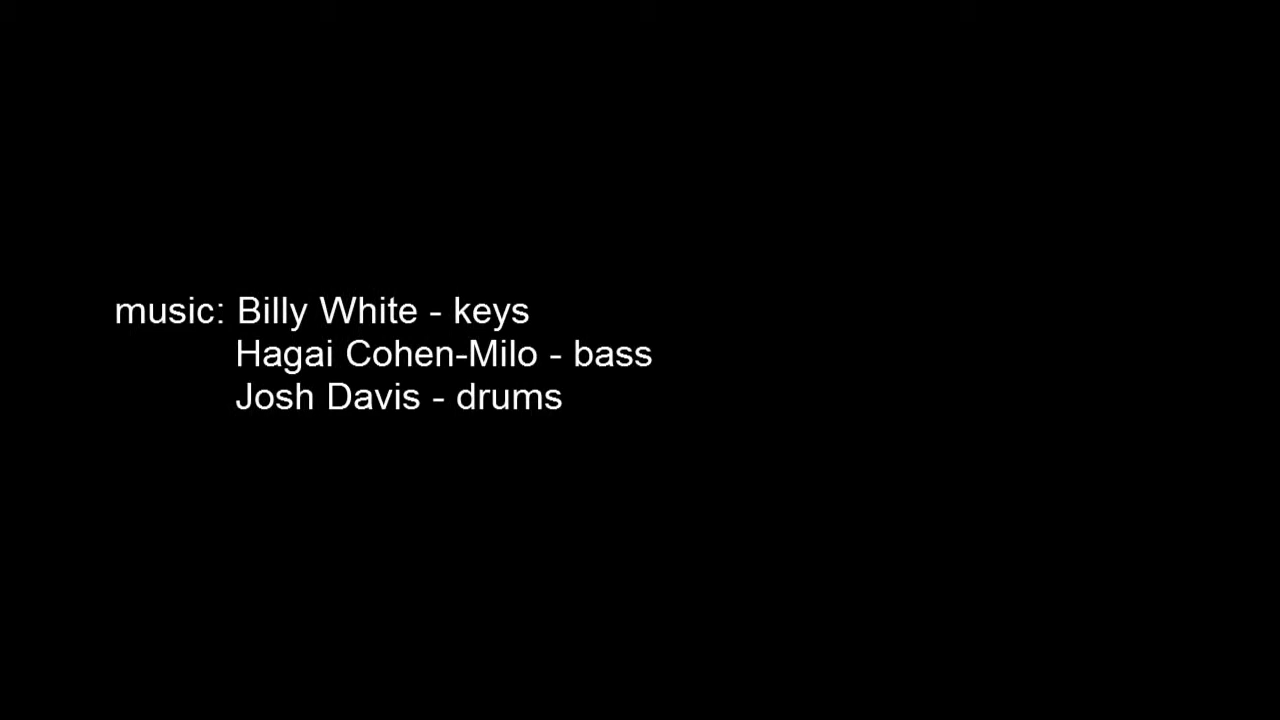 music: Billy White - keys
Hagai Cohen-Milo - bass
Josh Davis - drums